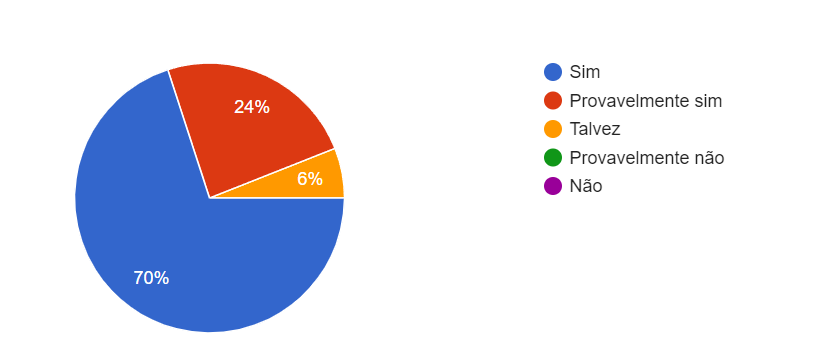 24%
6%
70%
Sim
Provavelmente sim
Talvez
Provavelmente não
Não